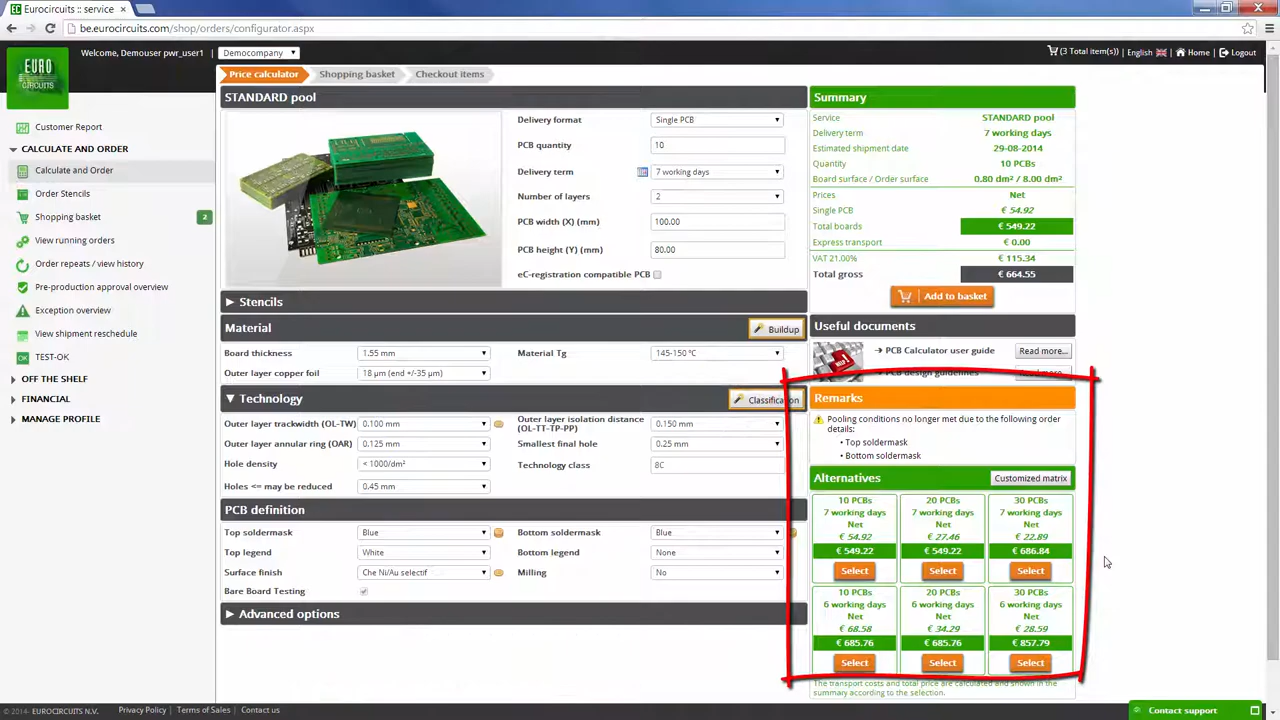 Eurocircuits :: service
be.eurocircuits.com/shop/orders/configurator.aspx
EURO
CIRCUITS
Welcome, Demouser pwr_user1
Democompany
(3 Total item(s))
English
Home
Logout
Customer Report
CALCULATE AND ORDER
Calculate and Order
Order Stencils
Shopping basket
2
View running orders
Order repeats / view history
Pre-production approval overview
Exception overview
View shipment reschedule
OK
TEST-OK
OFF THE SHELF
FINANCIAL
MANAGE PROFILE
Price calculator
Shopping basket
Checkout items
STANDARD pool
Delivery format
Single PCB
PCB quantity
10
Delivery term
7 working days
Number of layers
2
PCB width (X) (mm)
100.00
PCB height (Y) (mm)
80.00
eC-registration compatible PCB
Stencils
Material
Buildup
Board thickness
1.55 mm
Material Tg
145-150 °C
Outer layer copper foil
18 µm (end +/-35 µm)
Technology
Classification
Outer layer trackwidth (OL-TW)
0.100 mm
Outer layer isolation distance
(OL-TT-TP-PP)
0.150 mm
Outer layer annular ring (OAR)
0.125 mm
Smallest final hole
0.25 mm
Hole density
< 1000/dm²
Technology class
8C
Holes <= may be reduced
0.45 mm
PCB definition
Top soldermask
Blue
Bottom soldermask
Blue
Top legend
White
Bottom legend
None
Surface finish
Che Ni/Au selectif
Milling
No
Bare Board Testing
Advanced options
Summary
Service
STANDARD pool
Delivery term
7 working days
Estimated shipment date
29-08-2014
Quantity
10 PCBs
Board surface / Order surface
0.80 dm² / 8.00 dm²
Prices
Net
Single PCB
€ 54.92
Total boards
€ 549.22
Express transport
€ 0.00
VAT 21.00%
€ 115.34
Total gross
€ 664.55
Add to basket
Useful documents
PCB Calculator user guide
Read more...
PCB design guidelines
Read more...
Remarks
Pooling conditions no longer met due to the following order
details:
• Top soldermask
• Bottom soldermask
Alternatives
Customized matrix
10 PCBs
7 working days
Net
€ 54.92
€ 549.22
Select
20 PCBs
7 working days
Net
€ 27.46
€ 549.22
Select
30 PCBs
7 working days
Net
€ 22.89
€ 686.84
Select
10 PCBs
6 working days
Net
€ 68.58
€ 685.76
Select
20 PCBs
6 working days
Net
€ 34.29
€ 685.76
Select
30 PCBs
6 working days
Net
€ 28.59
€ 857.79
Select
The transport costs and total price are calculated and shown in the
summary according to the selection.
© 2014- EUROCIRCUITS N.V.
Privacy Policy
Terms of Sales
Contact us
Contact support